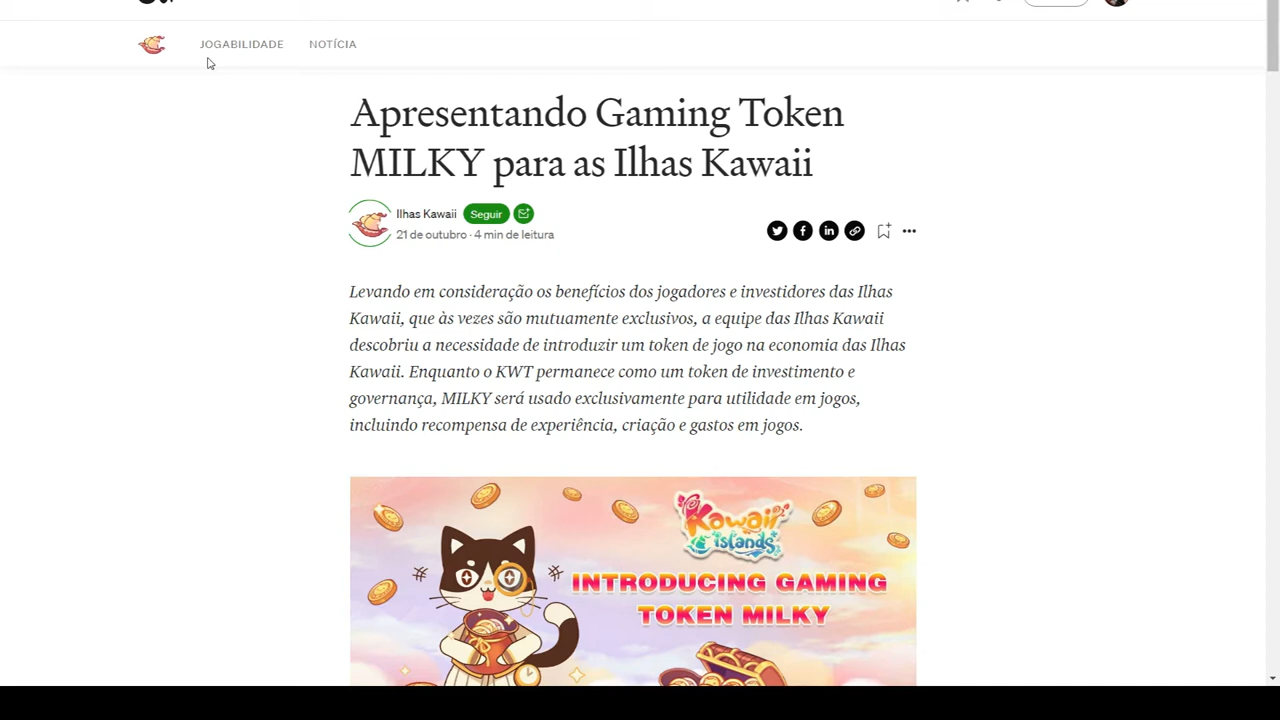 JOGABILIDADE NOTÍCIA
Apresentando Gaming Token
MILKY para as Ilhas Kawaii
Ilhas Kawaii Seguir
21 de outubro · 4 min de leitura
Levando em consideração os benefícios dos jogadores e investidores das Ilhas
Kawaii, que às vezes são mutuamente exclusivos, a equipe das Ilhas Kawaii
descobriu a necessidade de introduzir um token de jogo na economia das Ilhas
Kawaii. Enquanto o KWT permanece como um token de investimento e
governança, MILKY será usado exclusivamente para utilidade em jogos,
incluindo recompensa de experiência, criação e gastos em jogos.
Kawaii
Islands
INTRODUCING GAMING
TOKEN MILKY